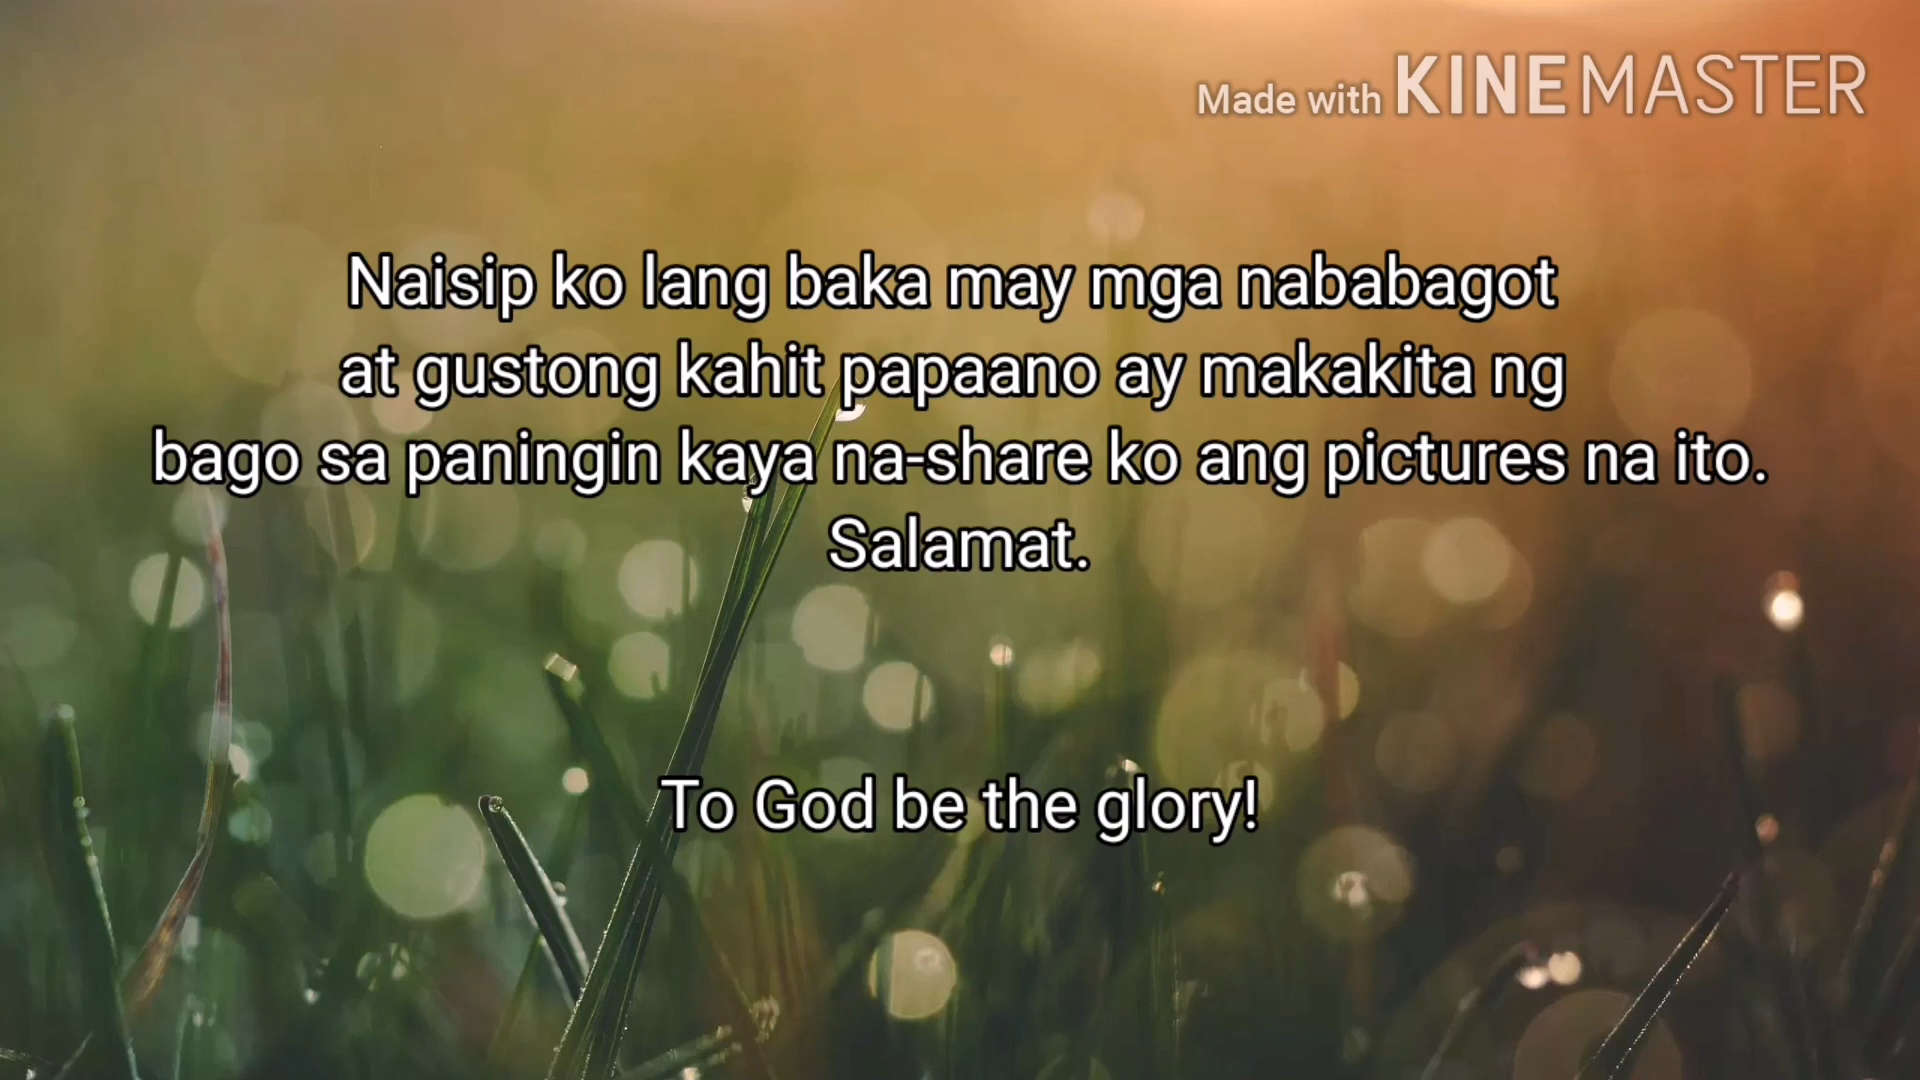 Made with KINEMASTER
Naisip ko lang baka may mga nababagot
at gustong kahit papaano ay makakita ng
bago sa paningin kaya na-share ko ang pictures na ito.
Salamat.
To God be the glory!